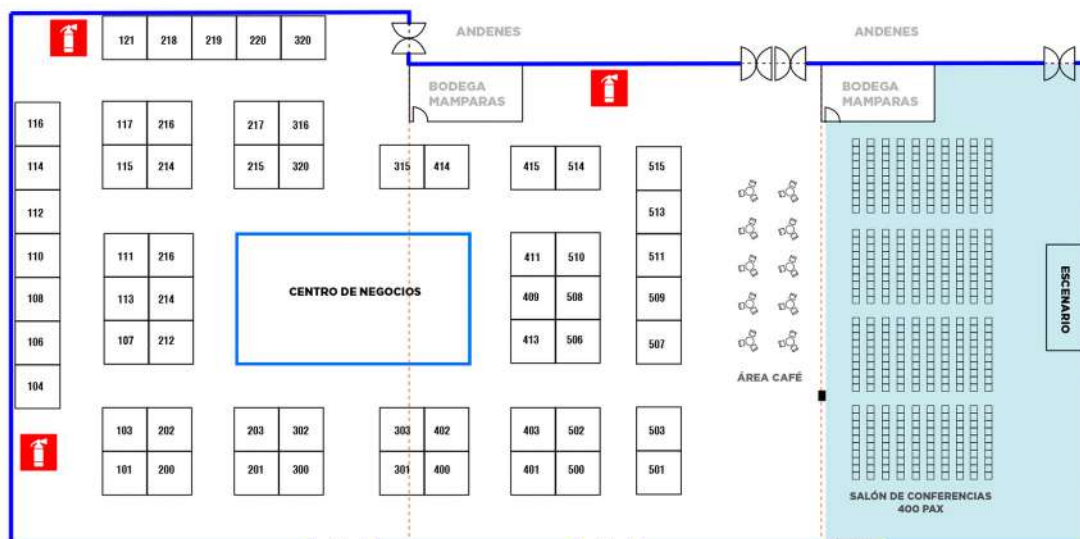 121 218 219 220 320
ANDENES
ANDENES
BODEGA
MAMPARAS
BODEGA
MAMPARAS
116
117 216
217 316
114
115 214
215 320
315 414
415 514
515
112
513
110
111 216
CENTRO DE NEGOCIOS
411 510
511
108
113 214
409 508
509
106
107 212
413 506
507
104
ÁREA CAFÉ
ESCENARIO
103 202
203 302
303 402
403 502
503
101 200
201 300
301 400
401 500
501
SALÓN DE CONFERENCIAS
400 PAX